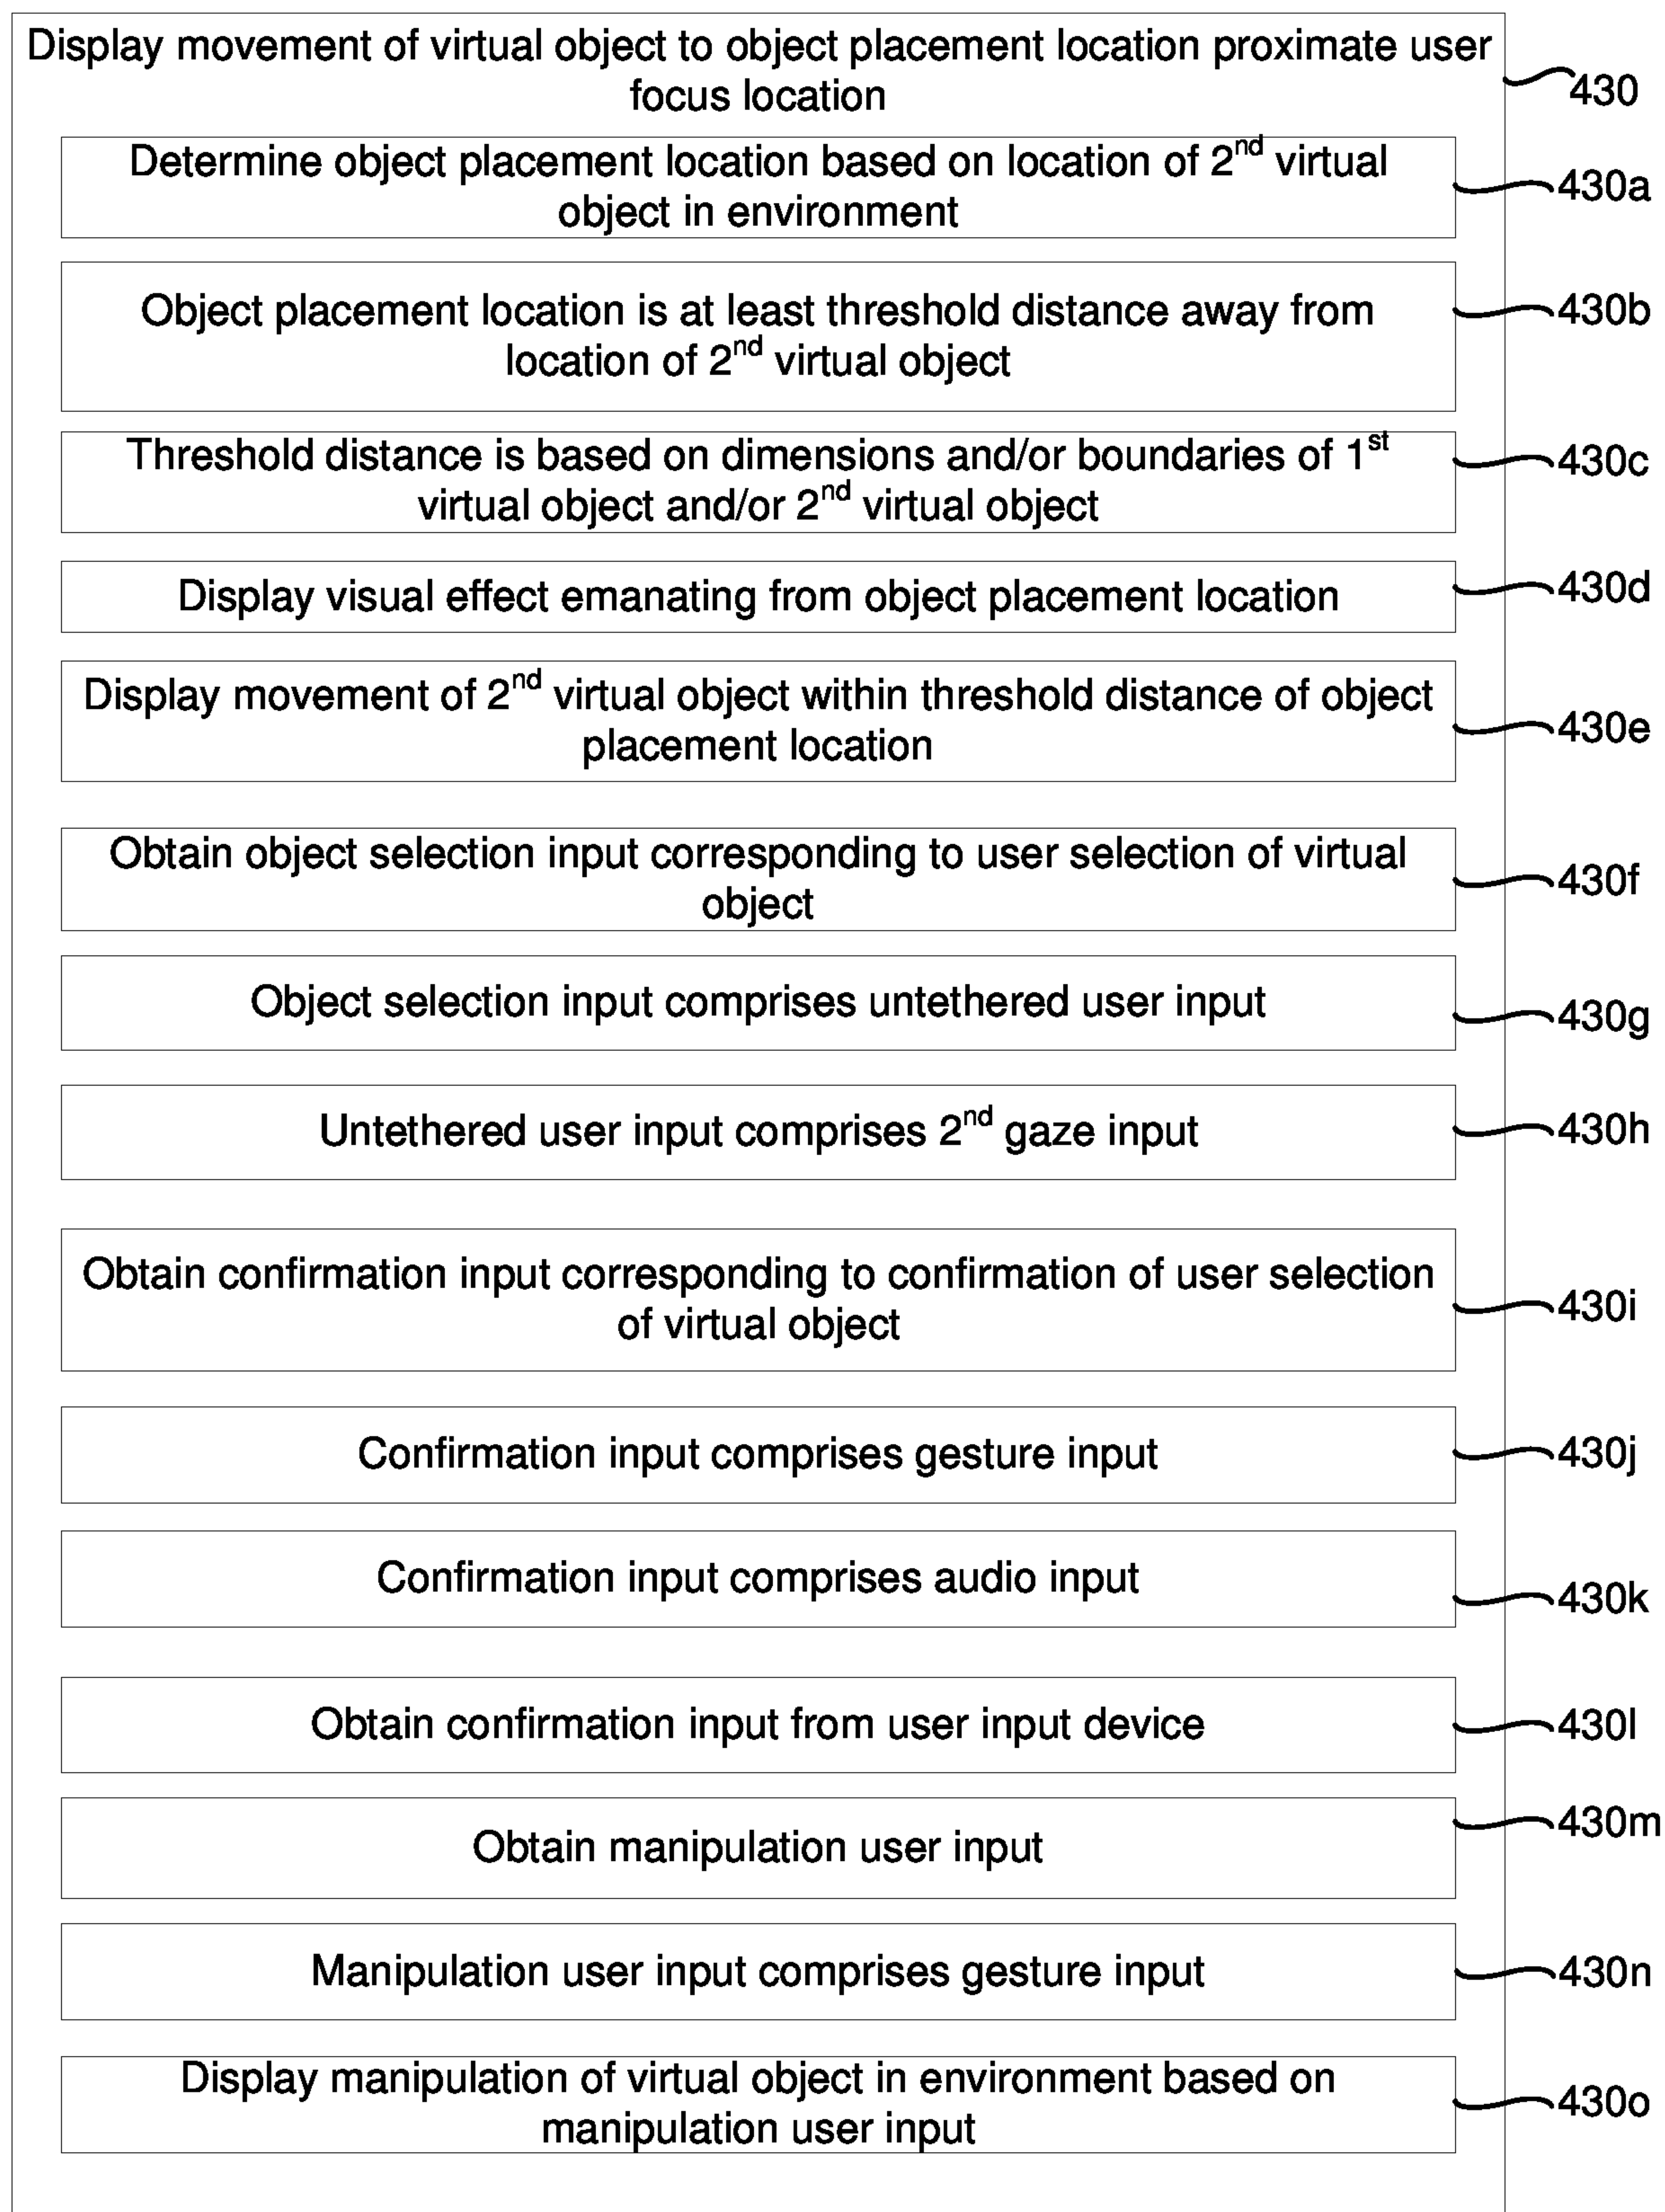 Display movement of virtual object to object placement location proximate user
focus location
430
Determine object placement location based on location of 2nd virtual
object in environment
430a
Object placement location is at least threshold distance away from
location of 2nd virtual object
430b
Threshold distance is based on dimensions and/or boundaries of 1st
virtual object and/or 2nd virtual object
430c
Display visual effect emanating from object placement location
430d
Display movement of 2nd virtual object within threshold distance of object
placement location
430e
Obtain object selection input corresponding to user selection of virtual
object
430f
Object selection input comprises untethered user input
430g
Untethered user input comprises 2nd gaze input
430h
Obtain confirmation input corresponding to confirmation of user selection
of virtual object
430i
Confirmation input comprises gesture input
430j
Confirmation input comprises audio input
430k
Obtain confirmation input from user input device
430l
Obtain manipulation user input
430m
Manipulation user input comprises gesture input
430n
Display manipulation of virtual object in environment based on
manipulation user input
430o